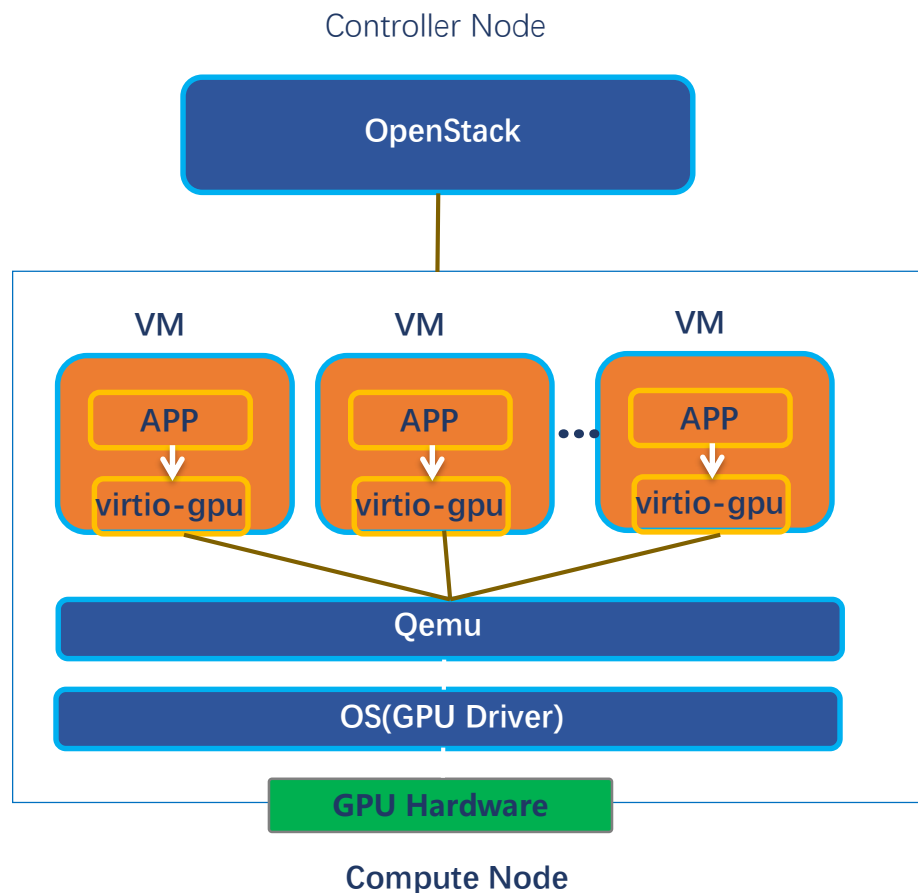 Controller Node
OpenStack
VM
VM
VM
APP
APP
APP
virtio-gpu
virtio-gpu
virtio-gpu
Qemu
OS(GPU Driver)
GPU Hardware
Compute Node